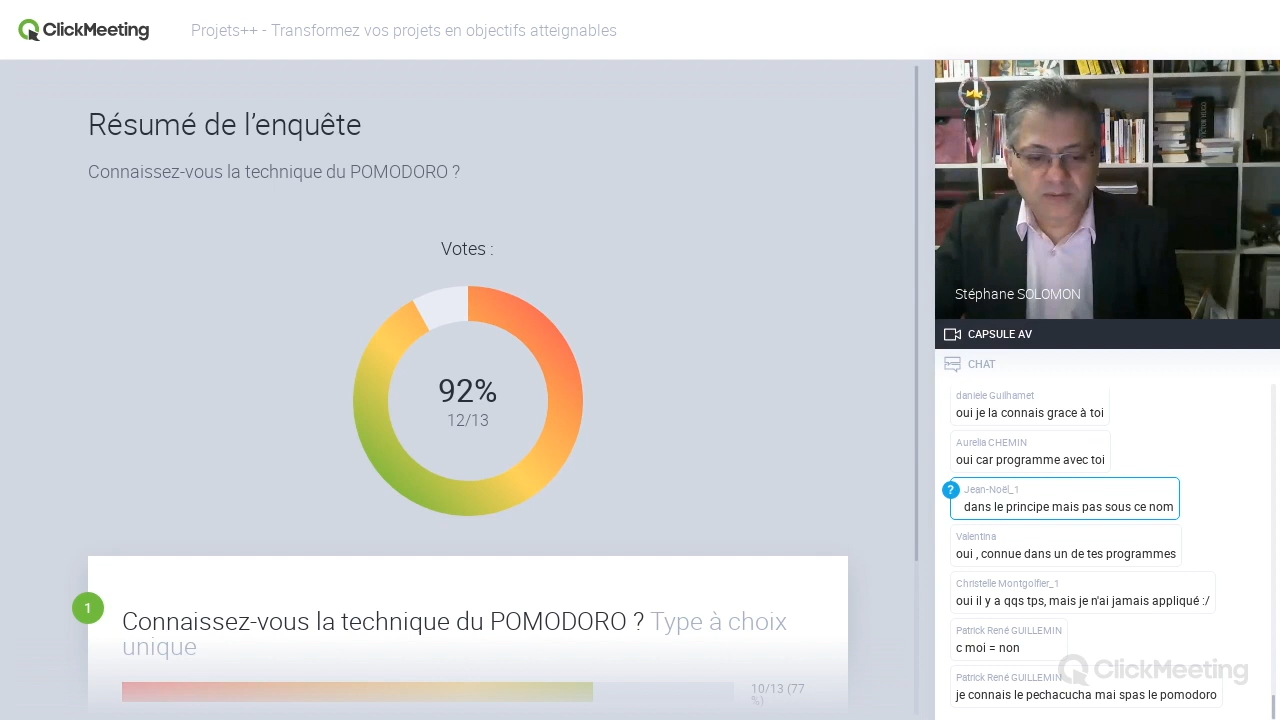 ClickMeeting
Projets++ - Transformez vos projets en objectifs atteignables
Résumé de l'enquête
Connaissez-vous la technique du POMODORO ?
Votes :
92%
12/13
1
Connaissez-vous la technique du POMODORO ? Type à choix
unique
10/13 (77
%)
VICTOR HUGO
Stéphane SOLOMON
CAPSULE AV
CHAT
daniele Guilhamet
oui je la connais grace à toi
Aurelia CHEMIN
oui car programme avec toi
?
Jean-Noël_1
dans le principe mais pas sous ce nom
Valentina
oui , connue dans un de tes programmes
Christelle Montgolfier_1
oui il y a qqs tps, mais je n'ai jamais appliqué :/
Patrick René GUILLEMIN
c moi = non
Patrick René GUILLEMIN
je connais le pechacucha mai spas le pomodoro
ClickMeeting